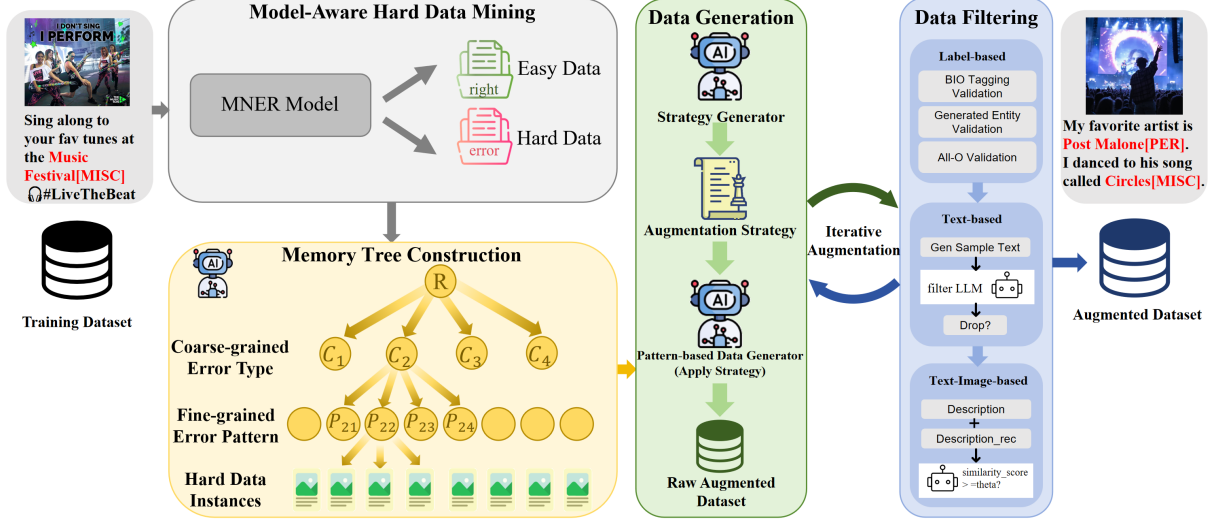 I DON'T SING
I PERFORM
Sing along to
your fav tunes at
the Music
Festival[MISC]
#LiveTheBeat
Training Dataset
Model-Aware Hard Data Mining
MNER Model
right
Easy Data
error
Hard Data
Memory Tree Construction
AI
R
Coarse-grained
Error Type
C1 C2 C3 C4
Fine-grained
Error Pattern
P21 P22 P23 P24
Hard Data
Instances
Data Generation
AI
Strategy Generator
Augmentation Strategy
AI
Pattern-based Data Generator
(Apply Strategy)
Raw Augmented
Dataset
Iterative
Augmentation
Data Filtering
Label-based
BIO Tagging
Validation
Generated Entity
Validation
All-O Validation
Text-based
Gen Sample Text
filter LLM
Drop?
Text-Image-based
Description
+
Description_rec
similarity_score
> =theta?
My favorite artist is
Post Malone[PER].
I danced to his song
called Circles[MISC].
Augmented Dataset